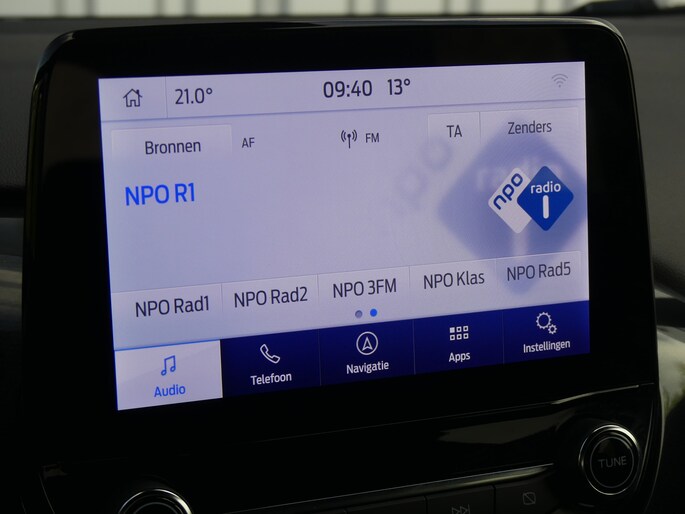 21.0° 09:40 13°
Bronnen AF FM TA Zenders
NPO R1
npo radio 1
NPO Rad1 NPO Rad2 NPO 3FM NPO Klas NPO Rad5
Audio Telefoon Navigatie Apps Instellingen
TUNE